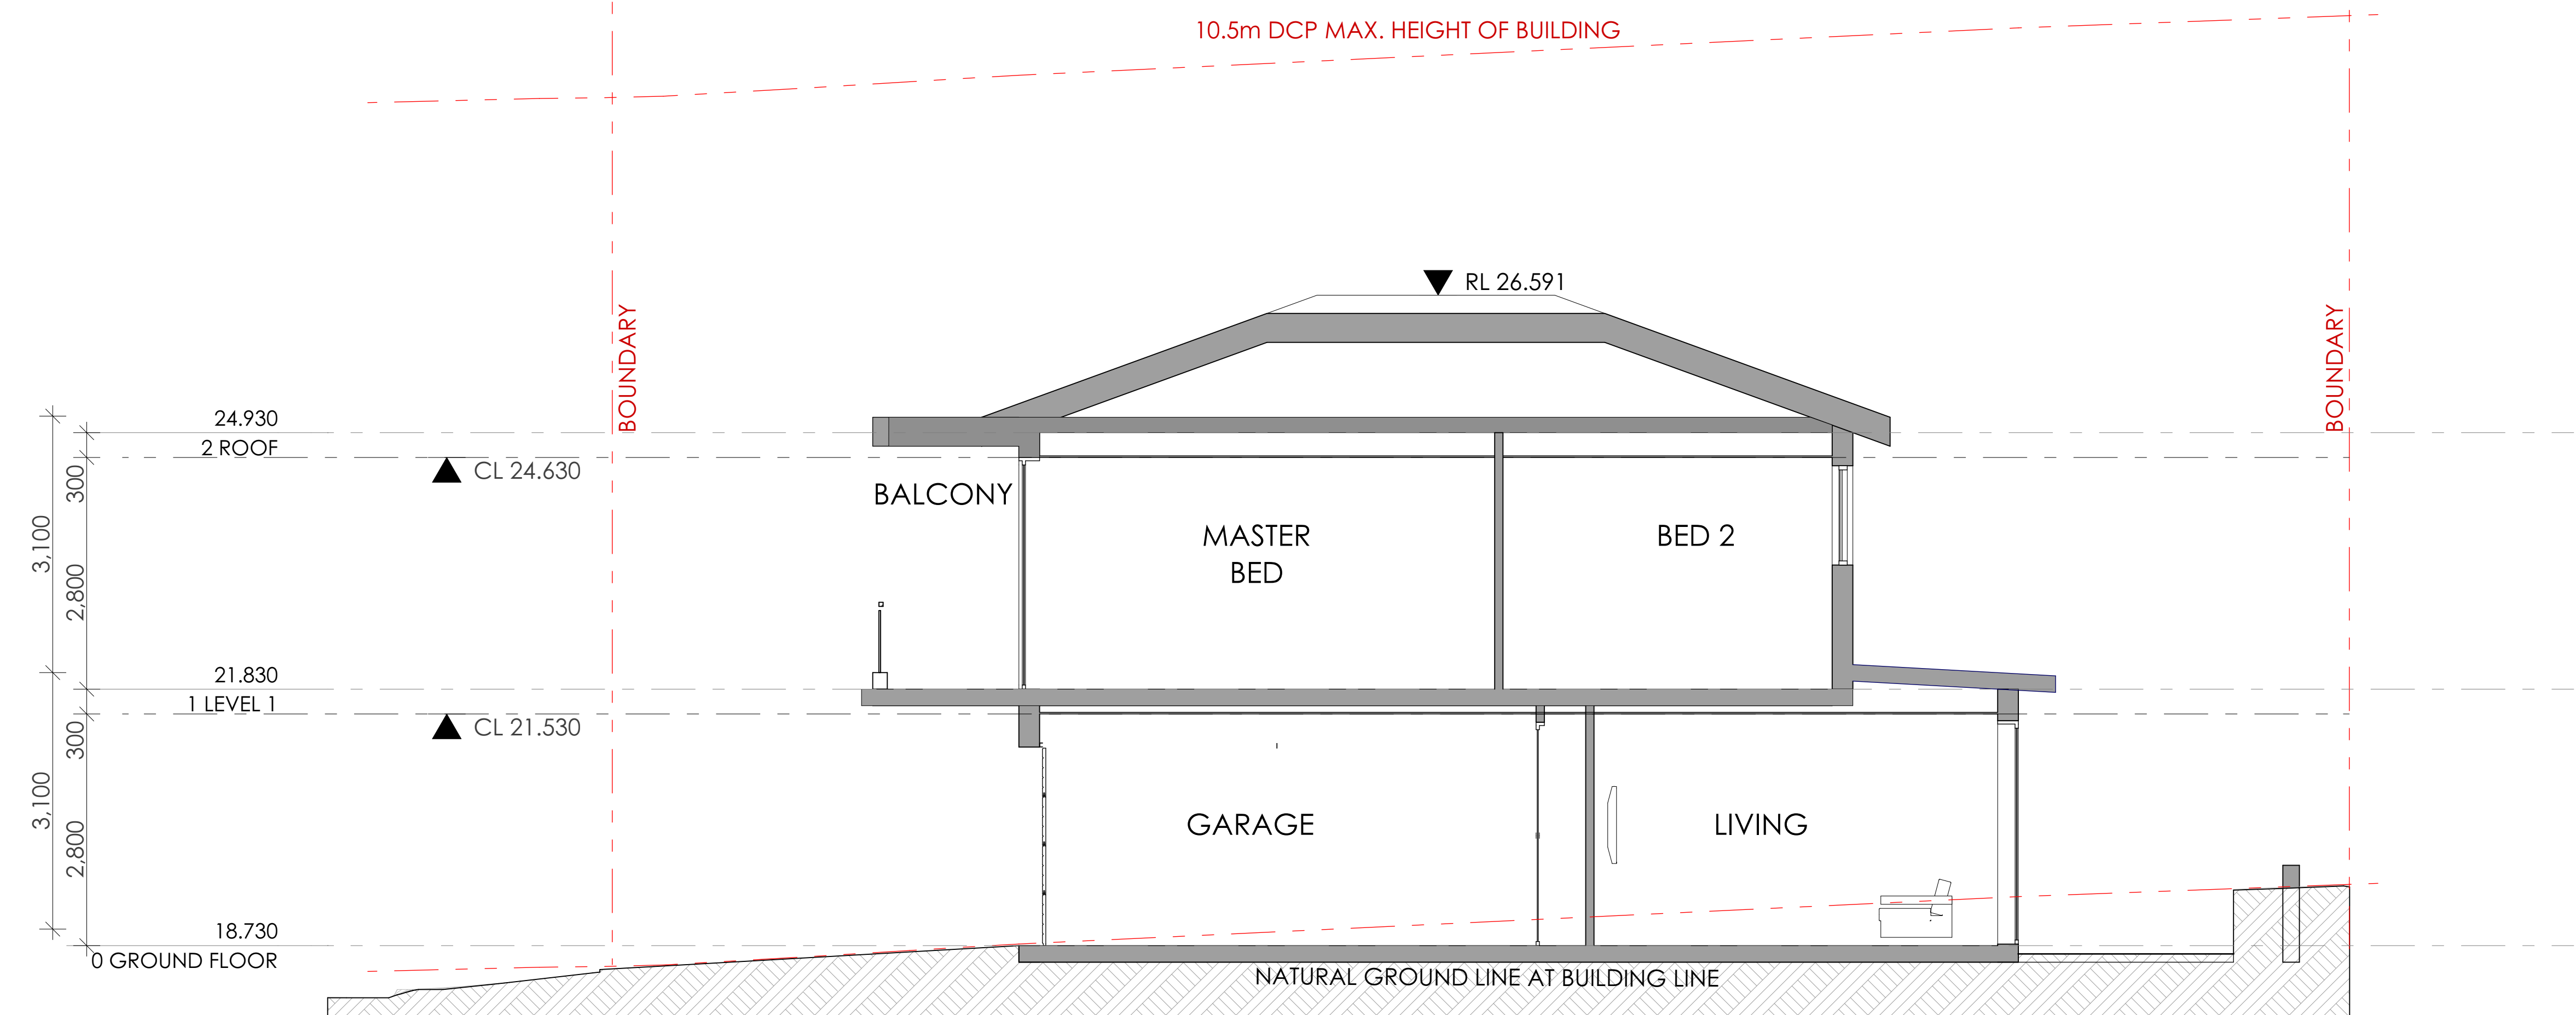 10.5m DCP MAX. HEIGHT OF BUILDING
RL 26.591
BOUNDARY
BOUNDARY
24.930
2 ROOF
CL 24.630
300
BALCONY
3,100
2,800
MASTER
BED
BED 2
21.830
1 LEVEL 1
CL 21.530
300
3,100
2,800
GARAGE
LIVING
18.730
0 GROUND FLOOR
NATURAL GROUND LINE AT BUILDING LINE